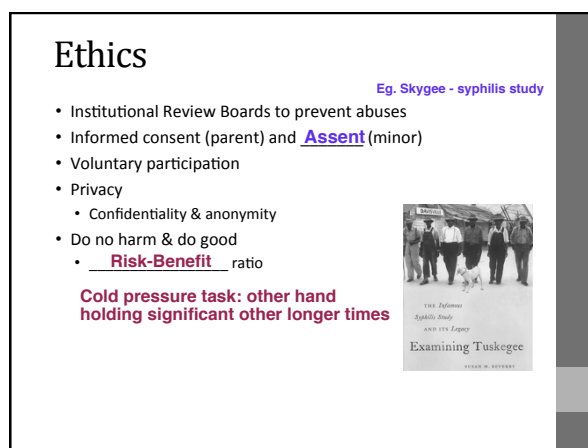 Ethics
Eg. Skygee - syphilis study
• Institutional Review Boards to prevent abuses
• Informed consent (parent) and Assent (minor)
• Voluntary participation
• Privacy
• Confidentiality & anonymity
• Do no harm & do good
• Risk-Benefit ratio
Cold pressure task: other hand
holding significant other longer times
THE Infamous
Syphilis Study
AND ITS Legacy
Examining Tuskegee
SUSAN M. REVERBY